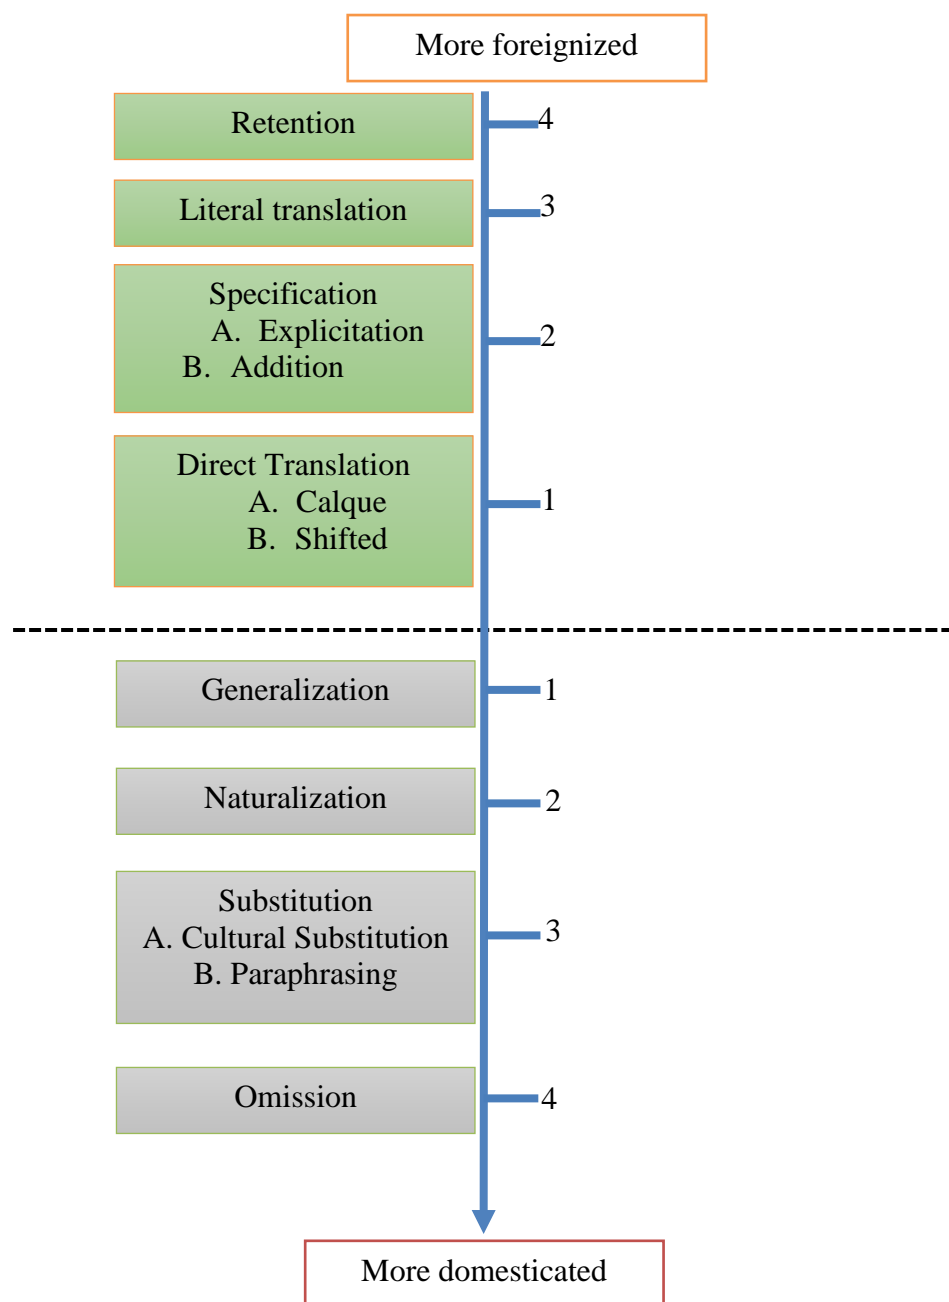 More foreignized
Retention
4
Literal translation
3
Specification
A. Explicitation
B. Addition
2
Direct Translation
A. Calque
B. Shifted
1
Generalization
1
Naturalization
2
Substitution
A. Cultural Substitution
B. Paraphrasing
3
Omission
4
More domesticated